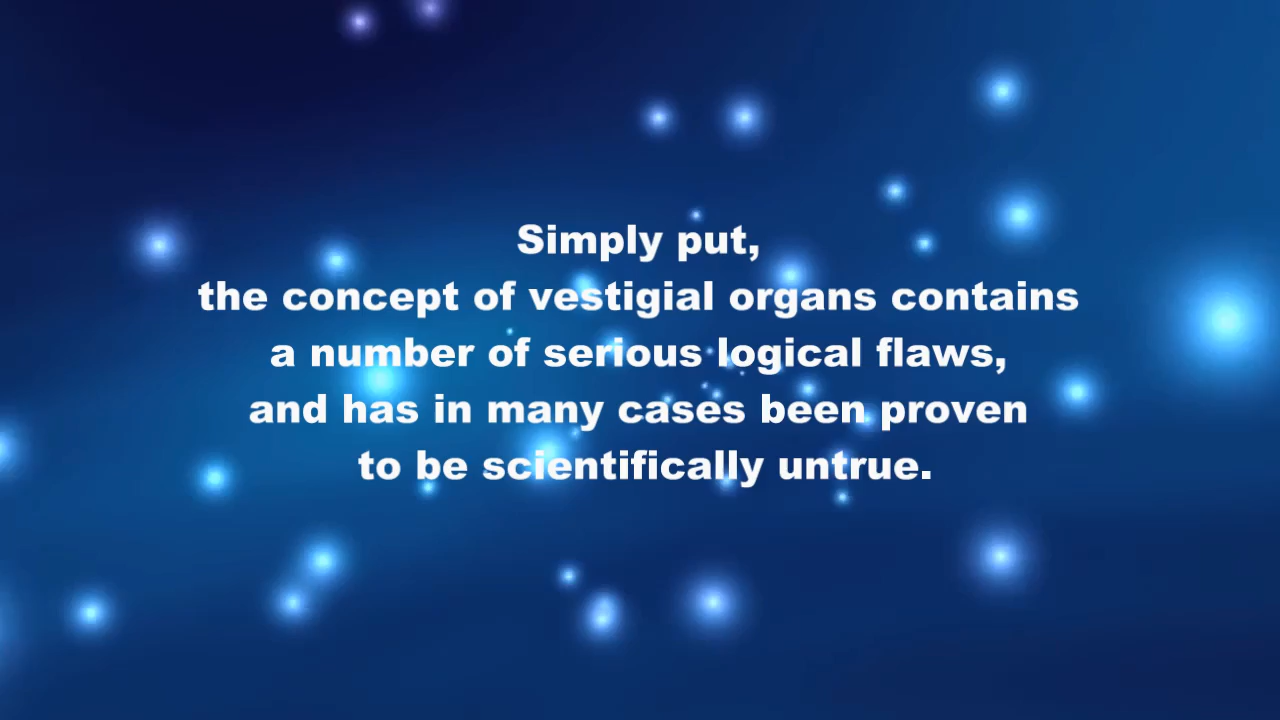 Simply put,
the concept of vestigial organs contains
a number of serious logical flaws,
and has in many cases been proven
to be scientifically untrue.